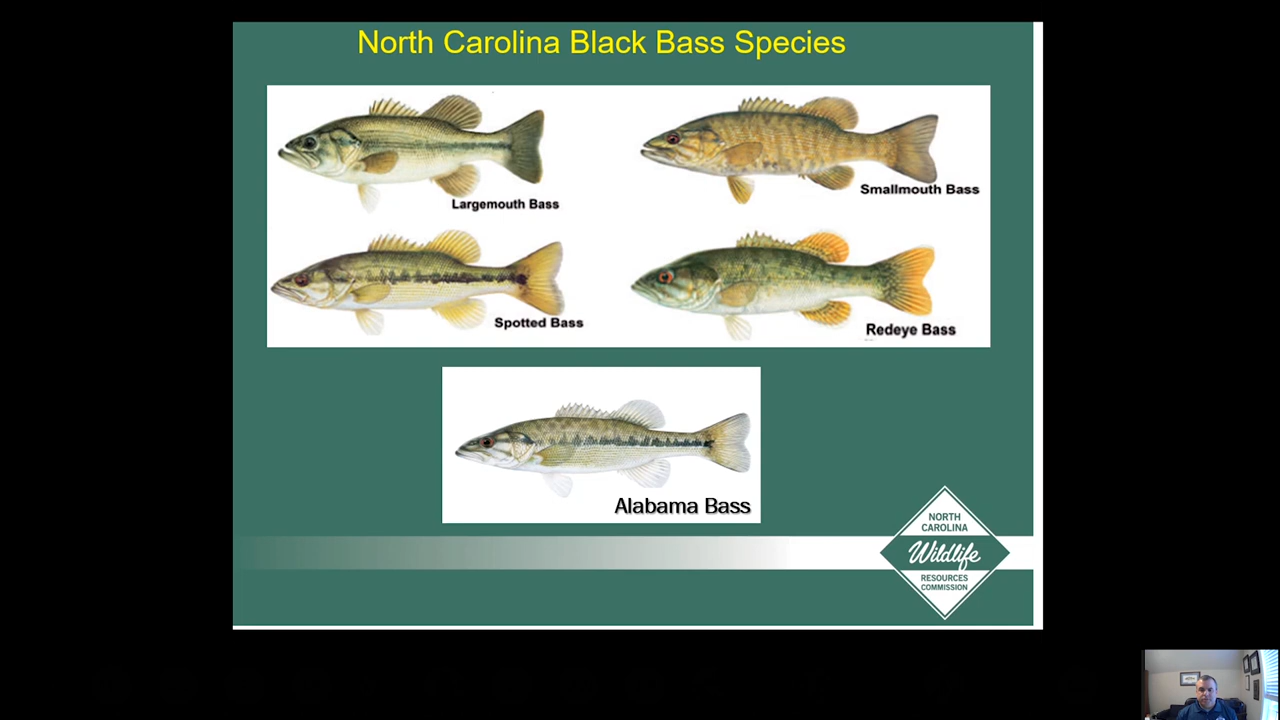 North Carolina Black Bass Species
Largemouth Bass
Smallmouth Bass
Spotted Bass
Redeye Bass
Alabama Bass
NORTH
CAROLINA
Wildlife
RESOURCES
COMMISSION